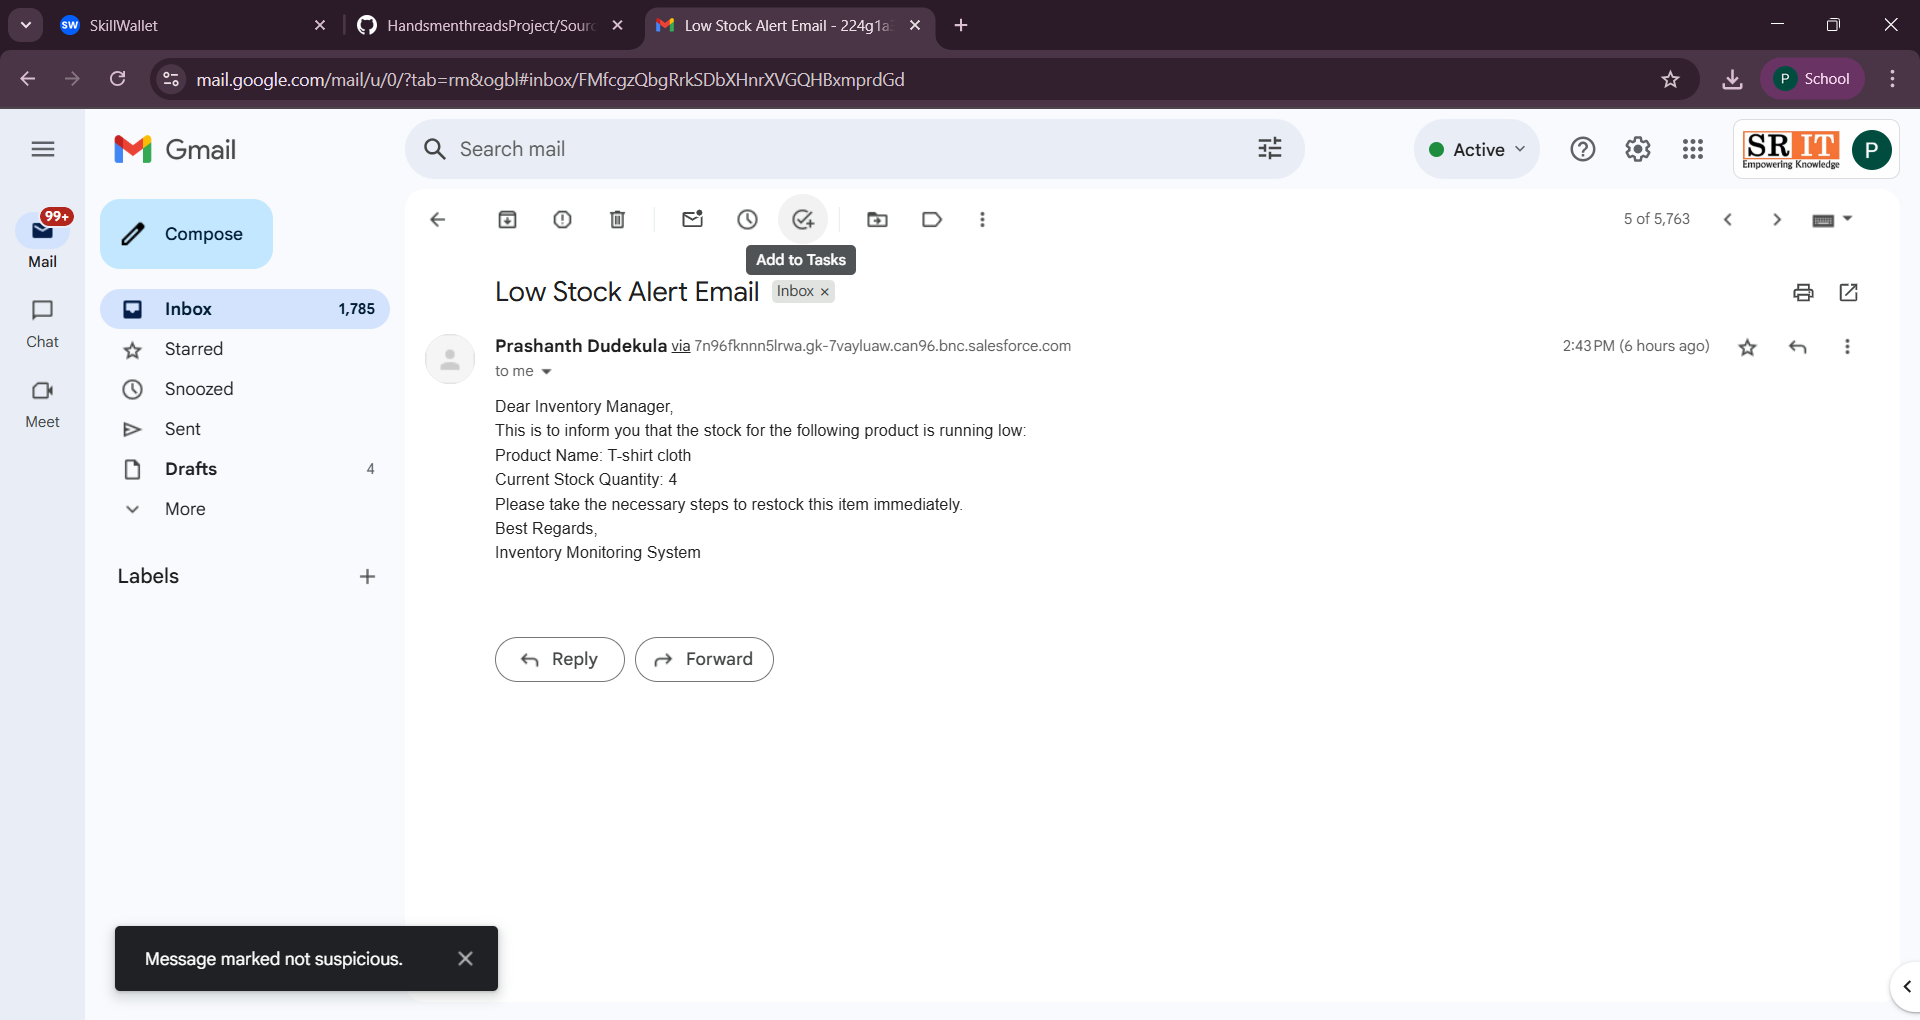 SW SkillWallet
HandsmenthreadsProject/Sourc
Low Stock Alert Email - 224g1a3
mail.google.com/mail/u/0/?tab=rm&ogbl#inbox/FMfcgzQbgRrkSDbXHnrXVGQHBxmprdGd
P School
Gmail
Search mail
Active
SR IT
Empowering Knowledge
P
99+
Mail
Chat
Meet
Compose
Inbox 1,785
Starred
Snoozed
Sent
Drafts 4
More
Labels
5 of 5,763
Add to Tasks
Low Stock Alert Email Inbox ×
Prashanth Dudekula via 7n96fknnn5lrwa.gk-7vayluaw.can96.bnc.salesforce.com
2:43 PM (6 hours ago)
to me
Dear Inventory Manager,
This is to inform you that the stock for the following product is running low:
Product Name: T-shirt cloth
Current Stock Quantity: 4
Please take the necessary steps to restock this item immediately.
Best Regards,
Inventory Monitoring System
Reply
Forward
Message marked not suspicious.